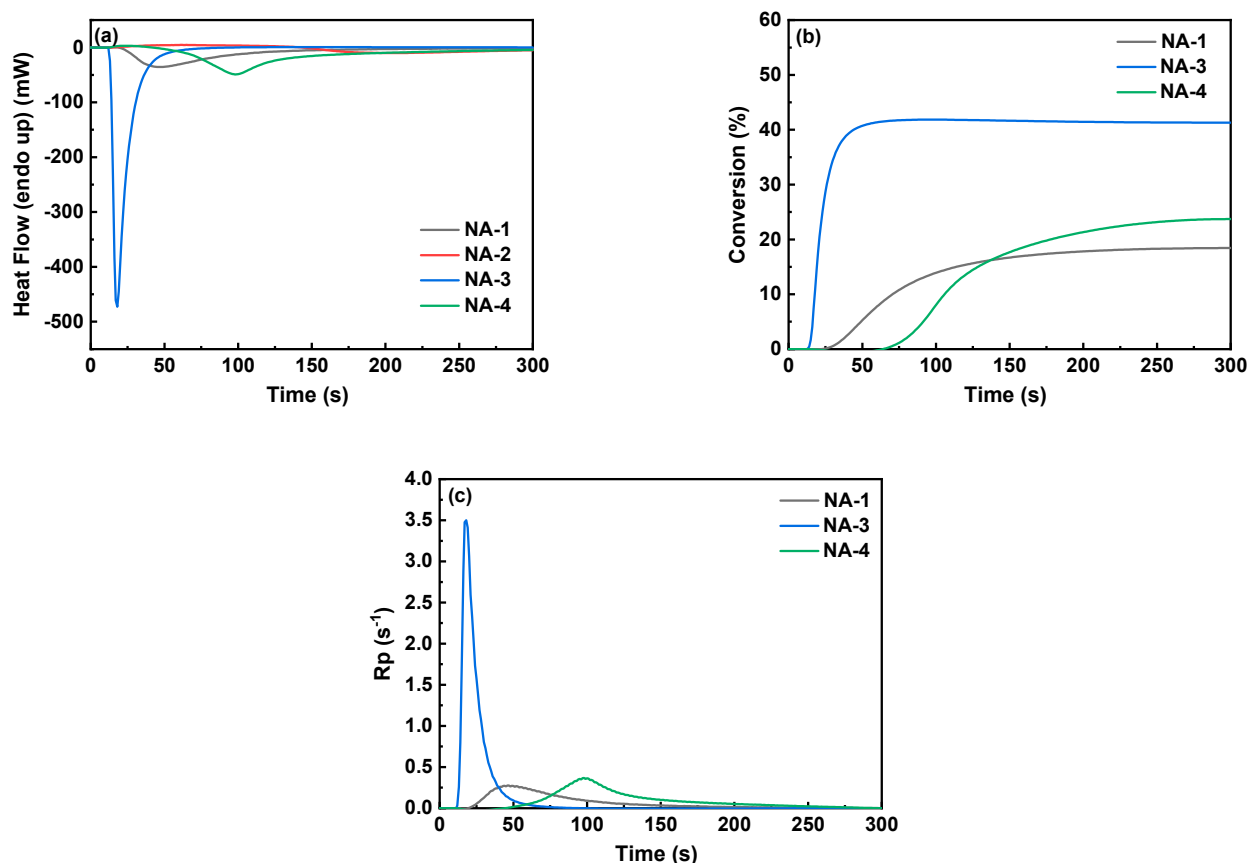 (a)
0
-100
-200
-300
-400
-500
Heat Flow (endo up) (mW)
NA-1
NA-2
NA-3
NA-4
0 50 100 150 200 250 300
Time (s)
(b)
60
50
40
30
20
10
0
Conversion (%)
NA-1
NA-3
NA-4
0 50 100 150 200 250 300
Time (s)
(c)
4.0
3.5
3.0
2.5
2.0
1.5
1.0
0.5
0.0
Rp (s⁻¹)
NA-1
NA-3
NA-4
0 50 100 150 200 250 300
Time (s)